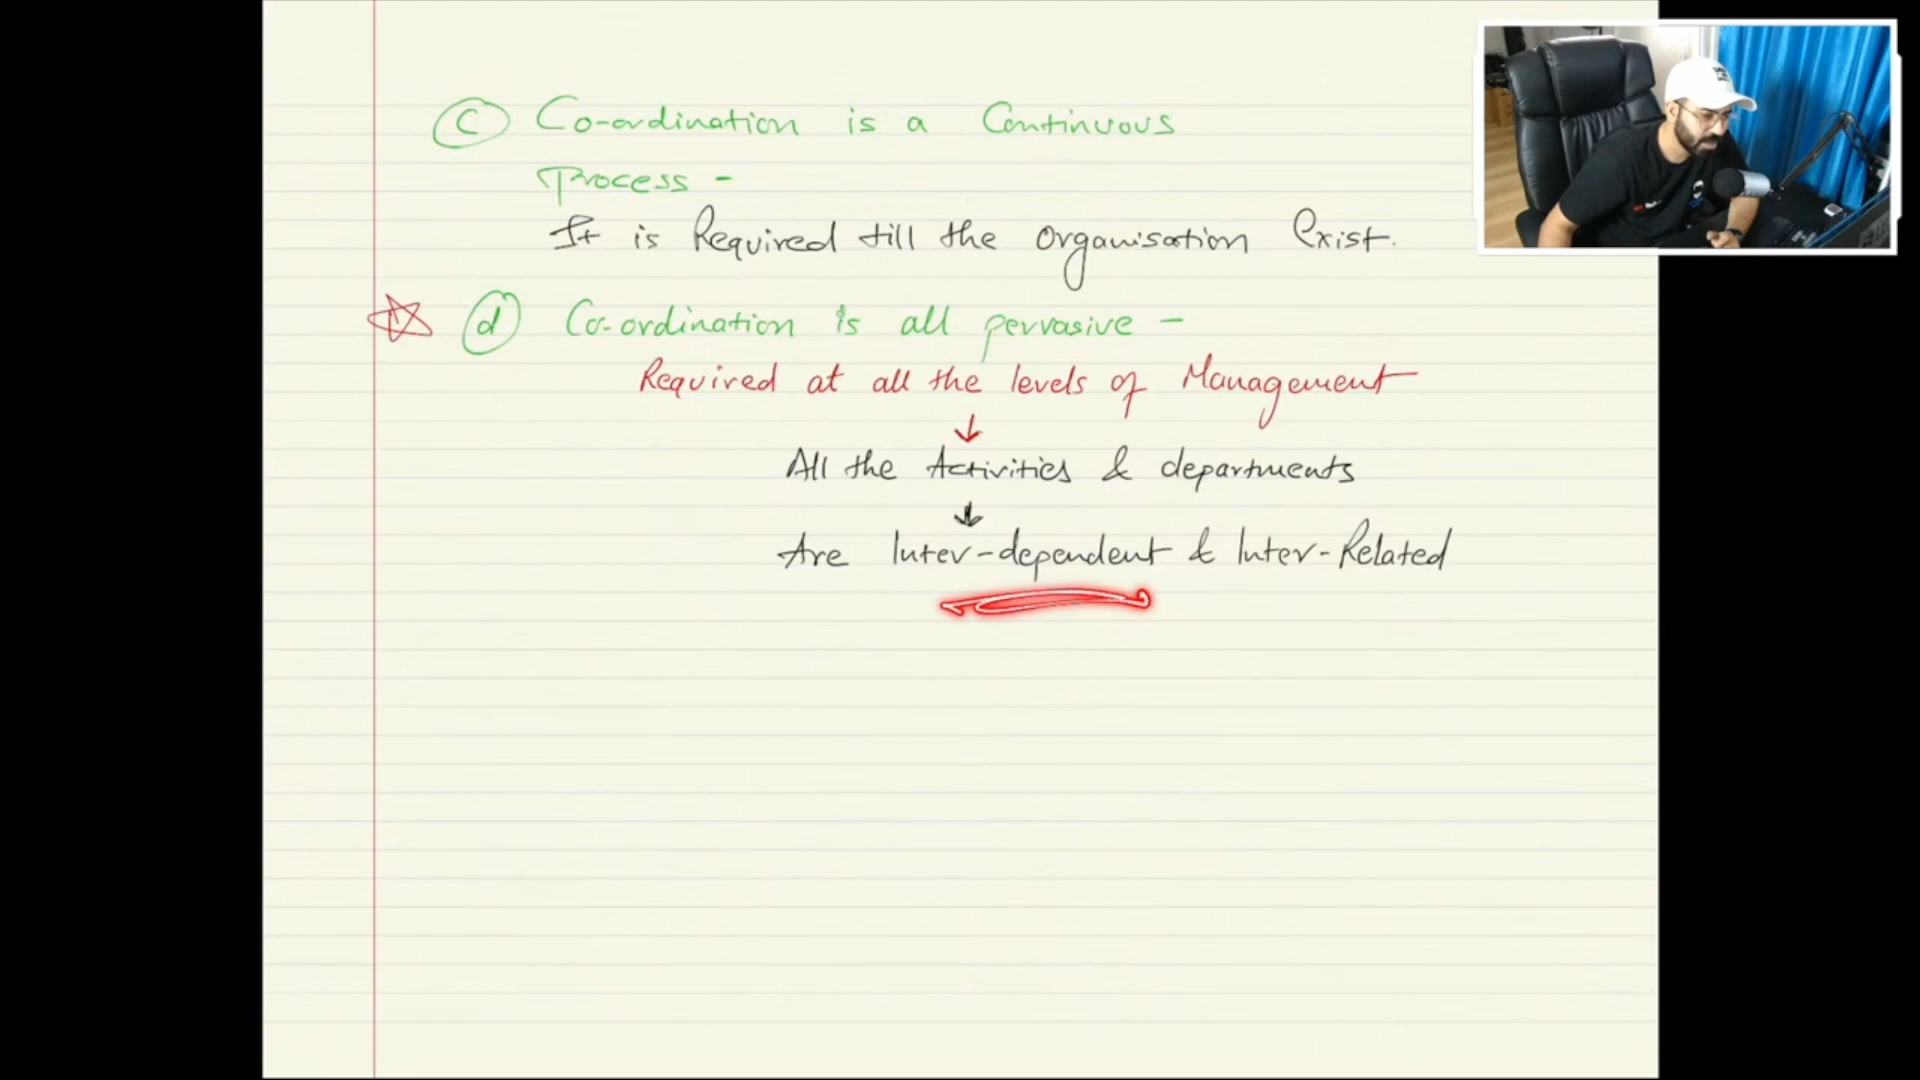 C Co-ordination is a Continuous
Process -
It is Required till the Organisation Exist.
d Co-ordination is all pervasive -
Required at all the levels of Management
↓
All the Activities & departments
↓
Are Inter-dependent & Inter-Related